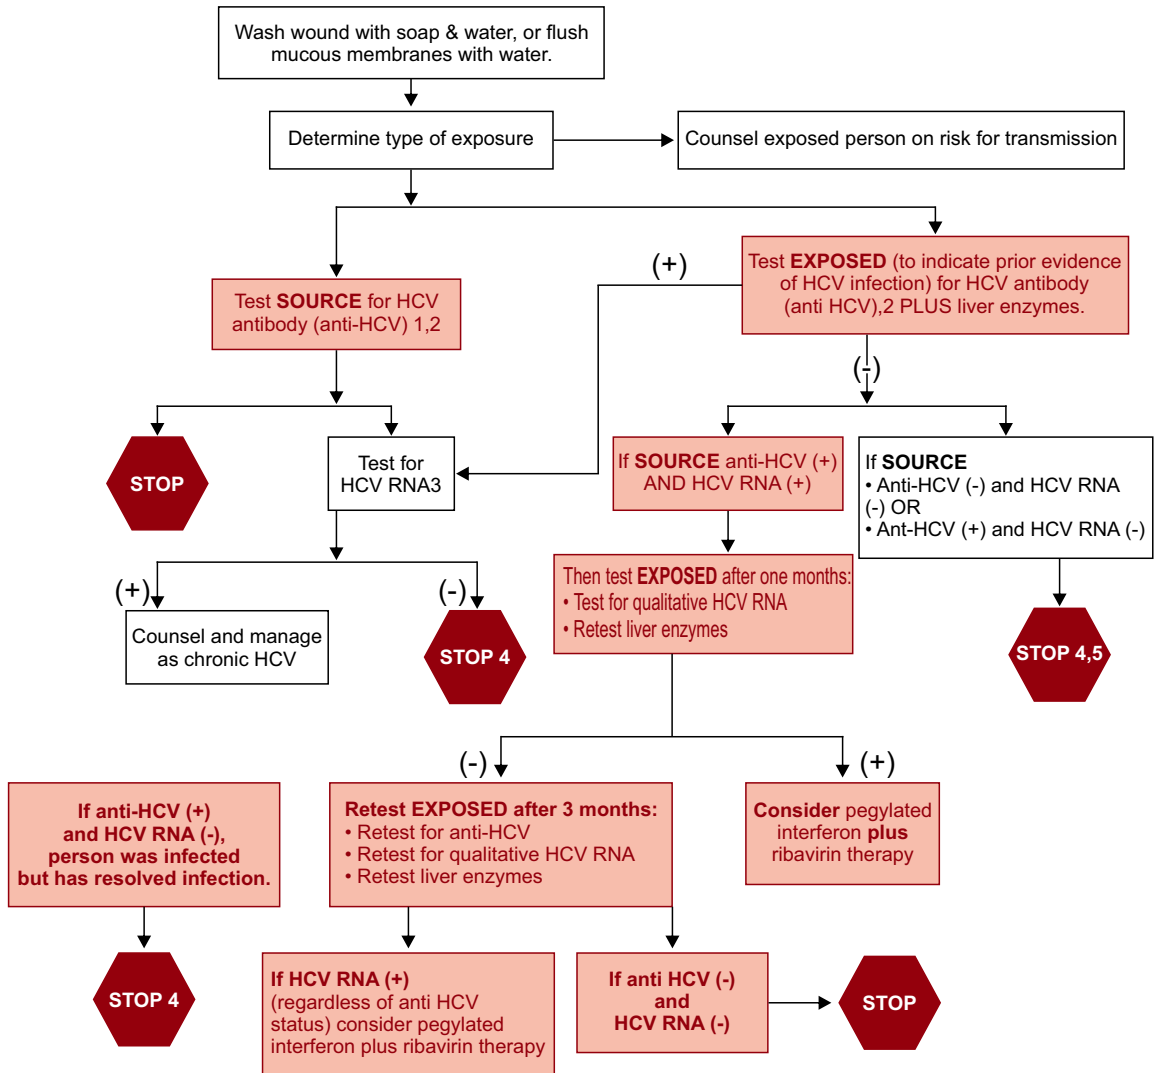 Wash wound with soap & water, or flush
mucous membranes with water.
Determine type of exposure
Counsel exposed person on risk for transmission
Test SOURCE for HCV
antibody (anti-HCV) 1,2
(+)
Test EXPOSED (to indicate prior evidence
of HCV infection) for HCV antibody
(anti HCV),2 PLUS liver enzymes.
(-)
STOP
Test for
HCV RNA3
If SOURCE anti-HCV (+)
AND HCV RNA (+)
If SOURCE
• Anti-HCV (-) and HCV RNA
(-) OR
• Ant-HCV (+) and HCV RNA (-)
(+)
Counsel and manage
as chronic HCV
(-)
STOP 4
Then test EXPOSED after one months:
• Test for qualitative HCV RNA
• Retest liver enzymes
STOP 4,5
(-)
(+)
If anti-HCV (+)
and HCV RNA (-),
person was infected
but has resolved infection.
Retest EXPOSED after 3 months:
• Retest for anti-HCV
• Retest for qualitative HCV RNA
• Retest liver enzymes
Consider pegylated
interferon plus
ribavirin therapy
STOP 4
If HCV RNA (+)
(regardless of anti HCV
status) consider pegylated
interferon plus ribavirin therapy
If anti HCV (-)
and
HCV RNA (-)
STOP